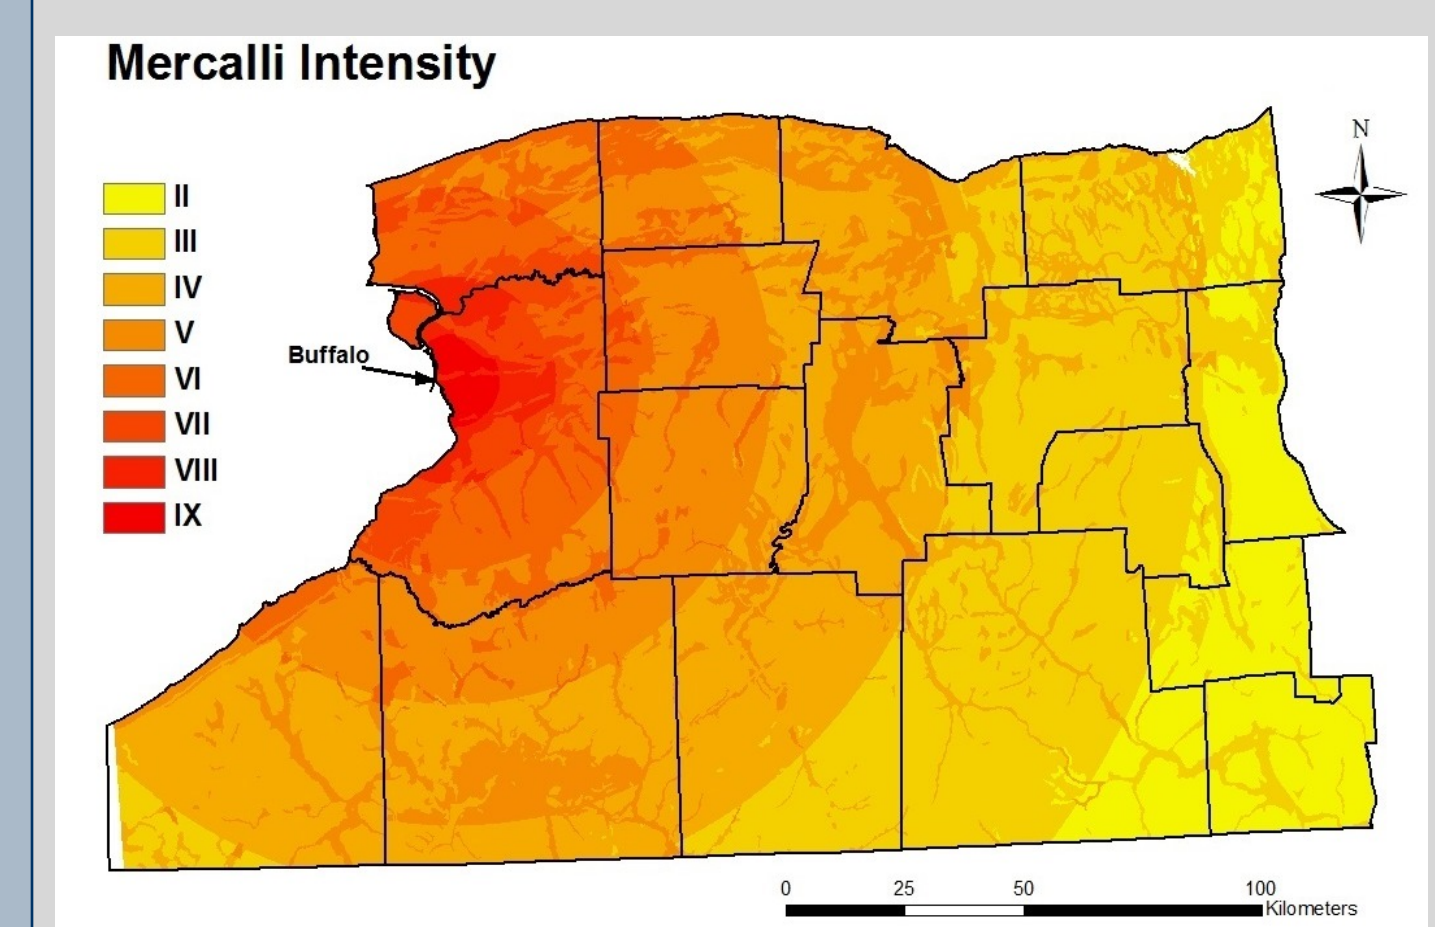 Mercalli Intensity
N
II
III
IV
V
VI
VII
VIII
IX
Buffalo
0 25 50 100
Kilometers